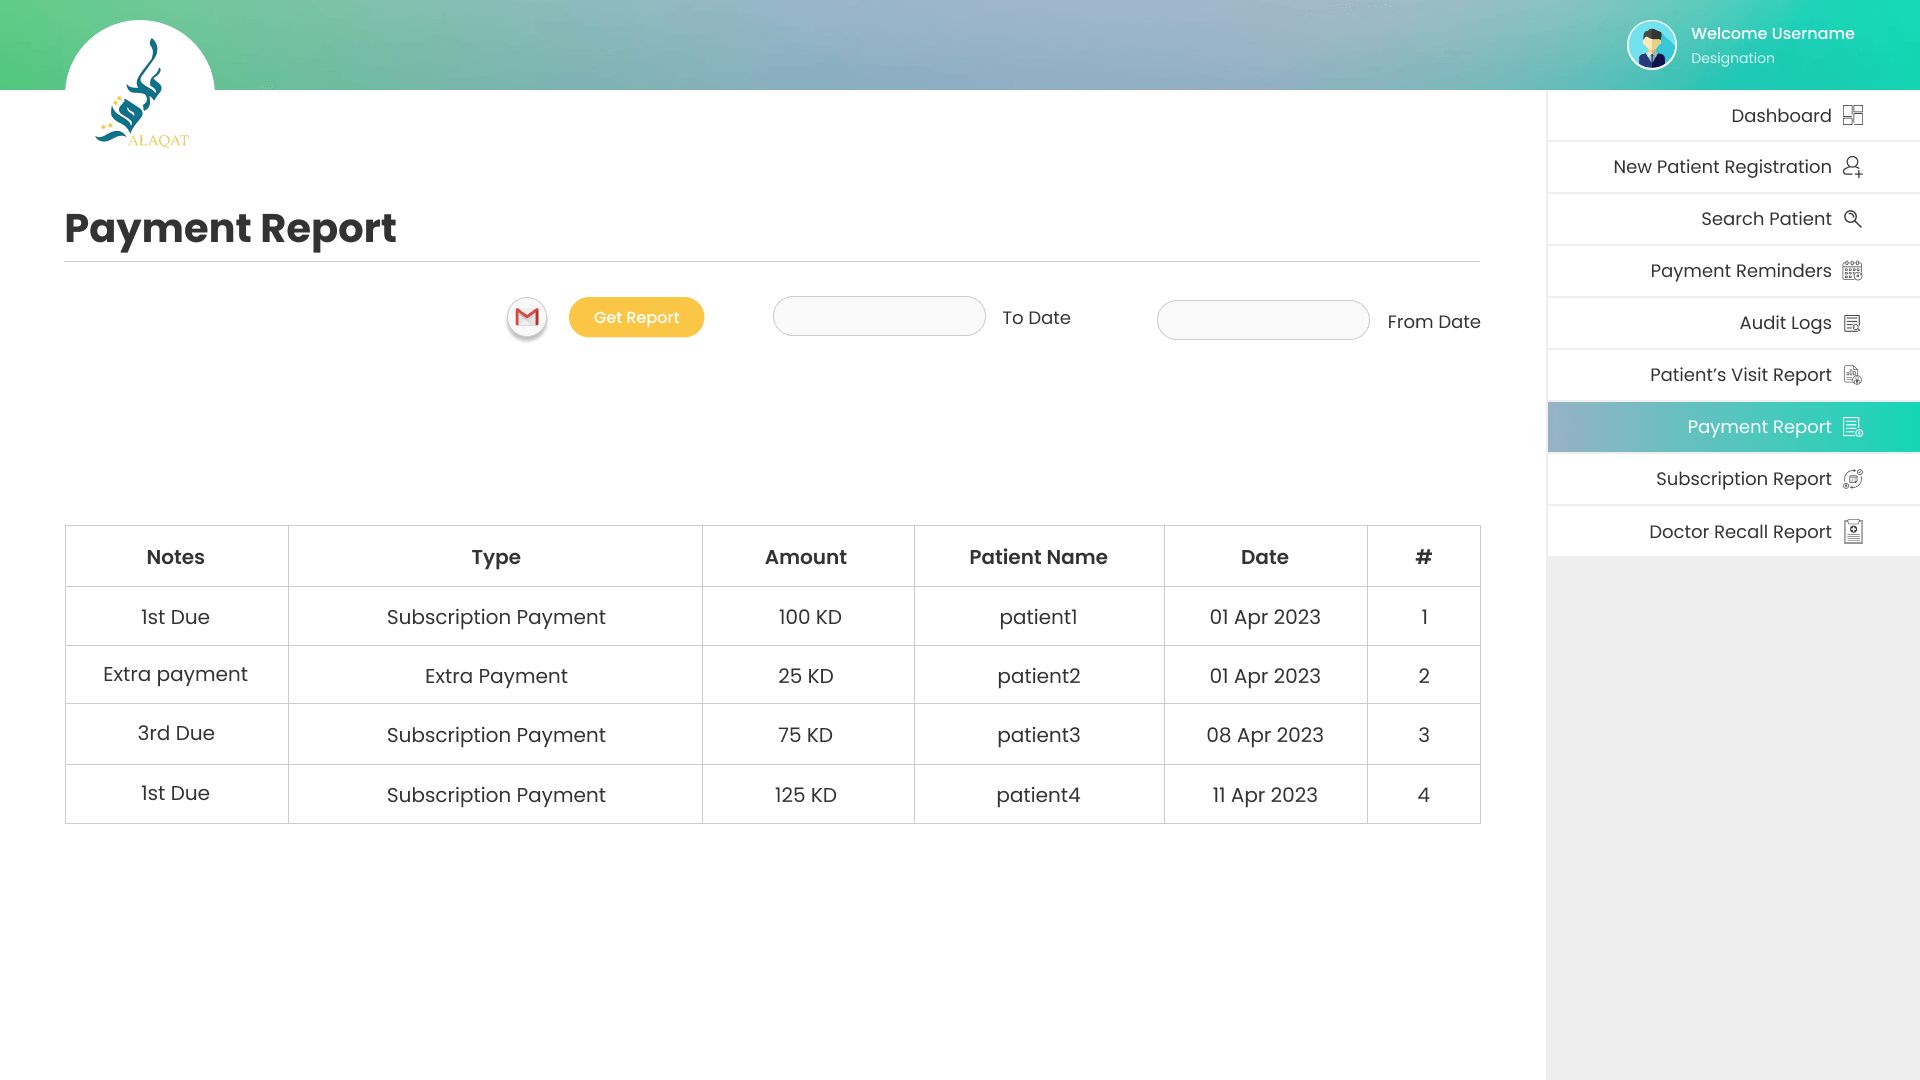 Welcome Username
Designation
ALAQAT
Dashboard
New Patient Registration
Search Patient
Payment Reminders
Audit Logs
Patient’s Visit Report
Payment Report
Subscription Report
Doctor Recall Report
Payment Report
Get Report
To Date
From Date
Notes Type Amount Patient Name Date #
1st Due Subscription Payment 100 KD patient1 01 Apr 2023 1
Extra payment Extra Payment 25 KD patient2 01 Apr 2023 2
3rd Due Subscription Payment 75 KD patient3 08 Apr 2023 3
1st Due Subscription Payment 125 KD patient4 11 Apr 2023 4